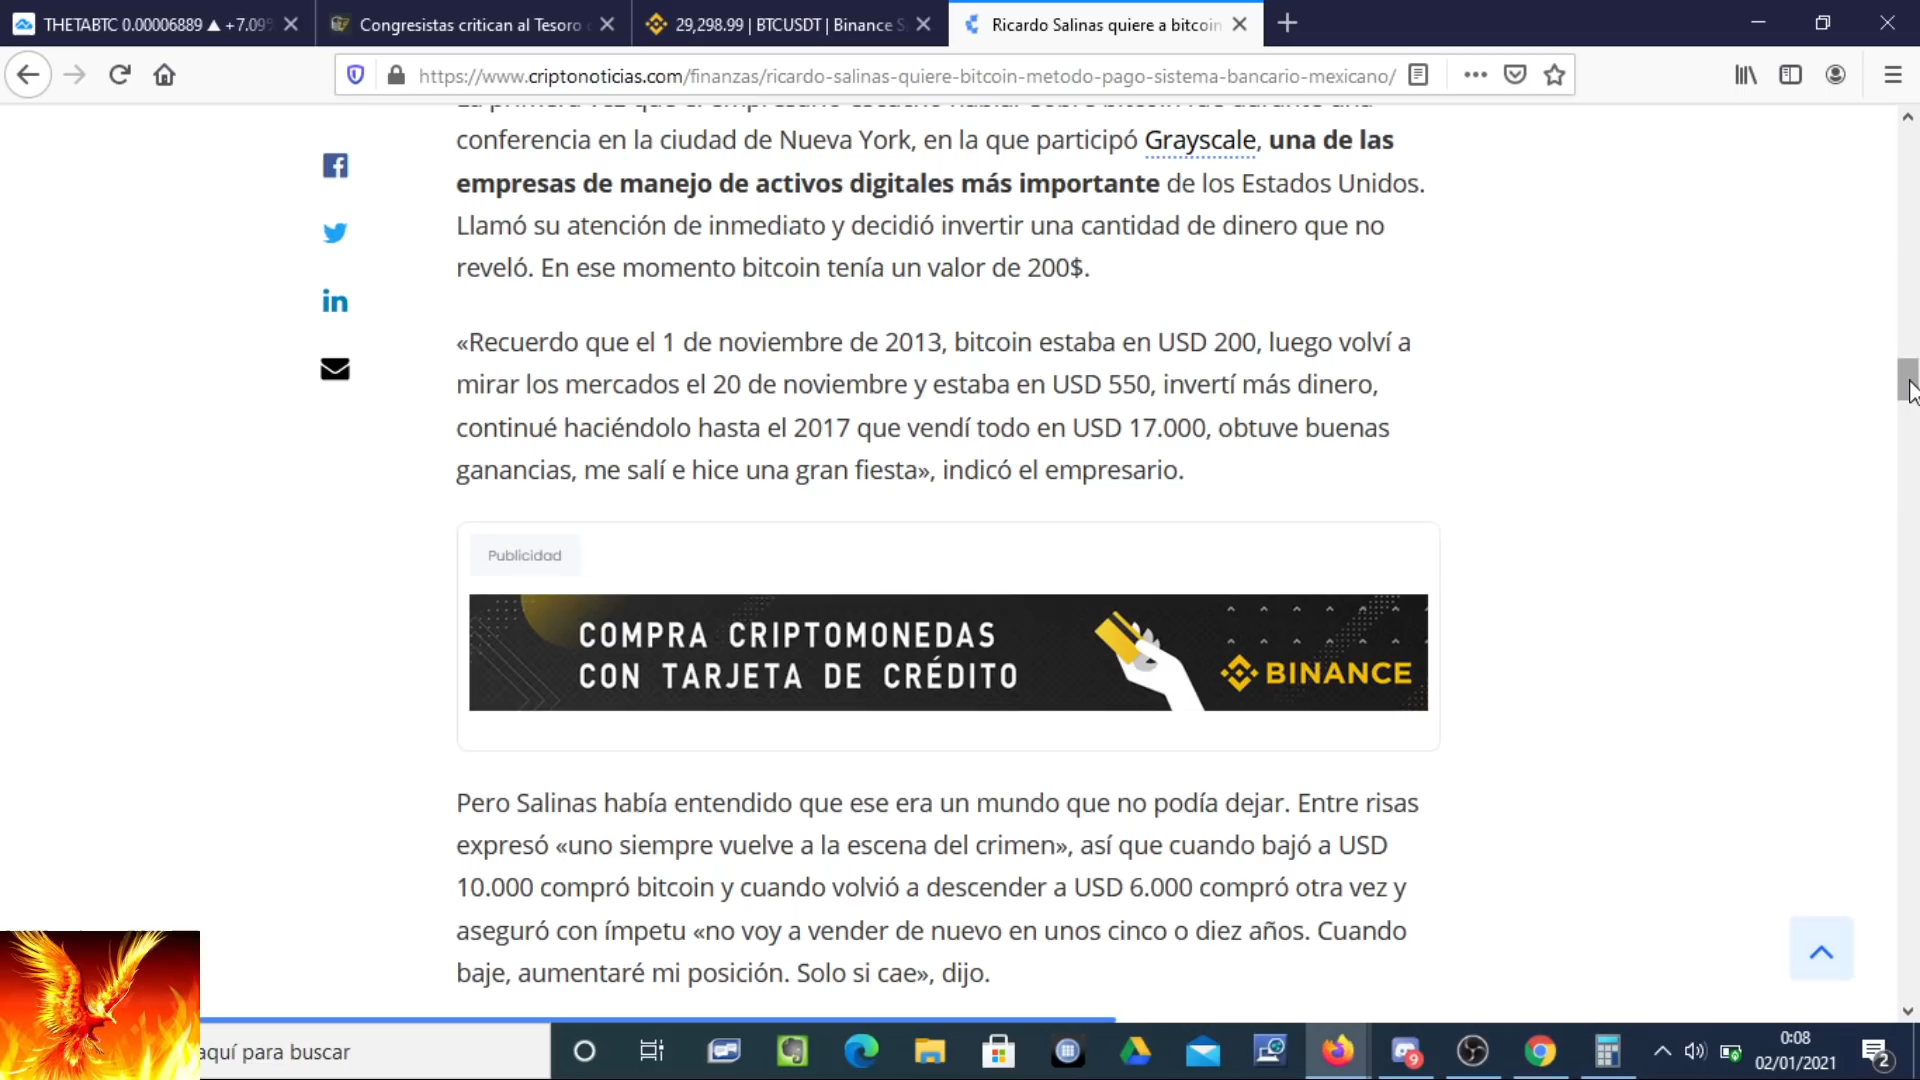 THETABTC 0.00006889 ▲ +7.09%
Congresistas critican al Tesoro
29,298.99 | BTCUSDT | Binance S
Ricardo Salinas quiere a bitcoin
https://www.criptonoticias.com/finanzas/ricardo-salinas-quiere-bitcoin-metodo-pago-sistema-bancario-mexicano/
conferencia en la ciudad de Nueva York, en la que participó Grayscale, una de las
empresas de manejo de activos digitales más importante de los Estados Unidos.
Llamó su atención de inmediato y decidió invertir una cantidad de dinero que no
reveló. En ese momento bitcoin tenía un valor de 200$.
«Recuerdo que el 1 de noviembre de 2013, bitcoin estaba en USD 200, luego volví a
mirar los mercados el 20 de noviembre y estaba en USD 550, invertí más dinero,
continué haciéndolo hasta el 2017 que vendí todo en USD 17.000, obtuve buenas
ganancias, me salí e hice una gran fiesta», indicó el empresario.
Publicidad
COMPRA CRIPTOMONEDAS
CON TARJETA DE CRÉDITO
BINANCE
Pero Salinas había entendido que ese era un mundo que no podía dejar. Entre risas
expresó «uno siempre vuelve a la escena del crimen», así que cuando bajó a USD
10.000 compró bitcoin y cuando volvió a descender a USD 6.000 compró otra vez y
aseguró con ímpetu «no voy a vender de nuevo en unos cinco o diez años. Cuando
baje, aumentaré mi posición. Solo si cae», dijo.
aquí para buscar
9
0:08
02/01/2021
2